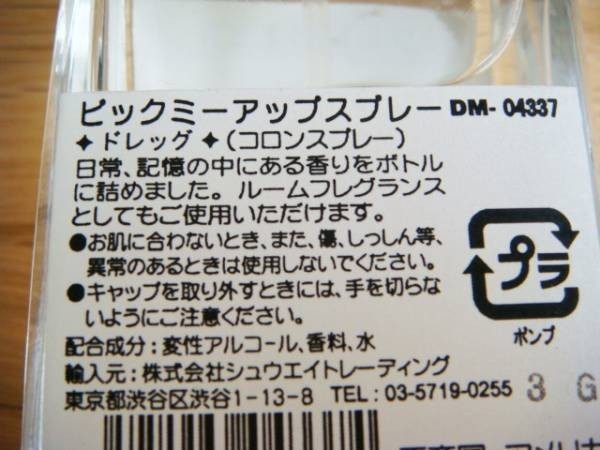 ピックミーアップスプレー DM- 04337
✦ドレッグ✦(コロンスプレー)
日常、記憶の中にある香りをボトル
に詰めました。ルームフレグランス
としてもご使用いただけます。
●お肌に合わないとき、また、傷、しっしん等、
異常のあるときは使用しないでください。
●キャップを取り外すときには、手を切らな
いようにご注意ください。
プラ
ポンプ
配合成分:変性アルコール、香料、水
輸入元:株式会社シュウエイトレーディング
東京都渋谷区渋谷1-13-8 TEL: 03-5719-0255 3 G